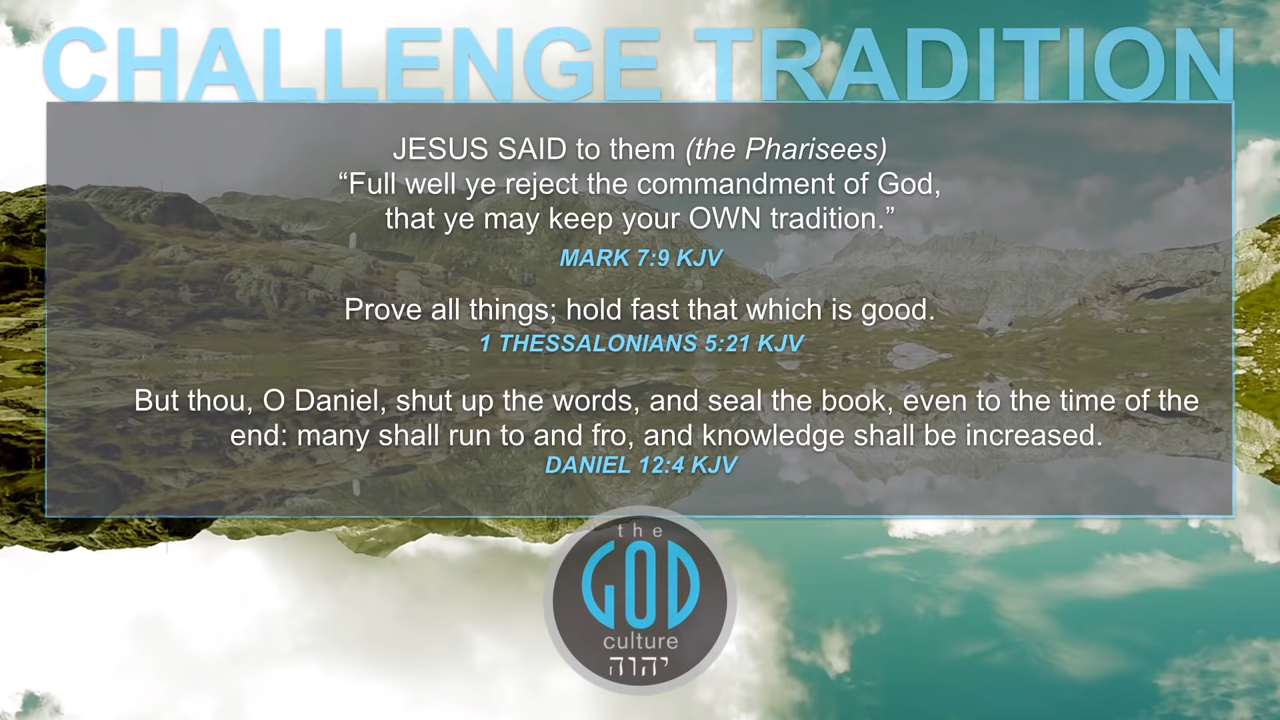 CHALLENGE TRADITION
JESUS SAID to them (the Pharisees)
“Full well ye reject the commandment of God,
that ye may keep your OWN tradition.”
MARK 7:9 KJV
Prove all things; hold fast that which is good.
1 THESSALONIANS 5:21 KJV
But thou, O Daniel, shut up the words, and seal the book, even to the time of the
end: many shall run to and fro, and knowledge shall be increased.
DANIEL 12:4 KJV
the
GOD
culture
יהוה